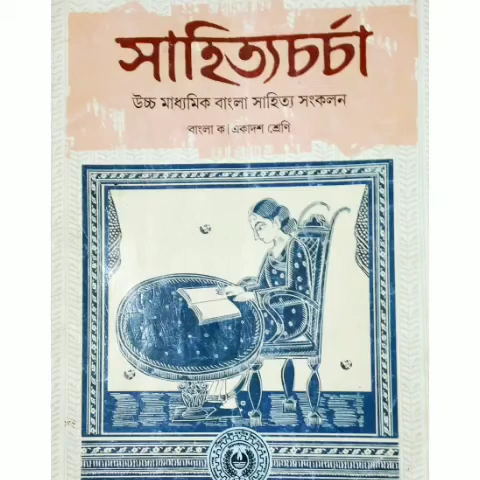 সাহিত্যচর্চা
উচ্চ মাধ্যমিক বাংলা সাহিত্য সংকলন
বাংলা ক | একাদশ শ্রেণি